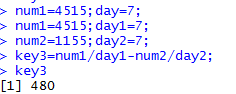 > num1=4515;day=7;
> num1=4515;day1=7;
> num2=1155;day2=7;
> key3=num1/day1-num2/day2;
> key3
[1] 480